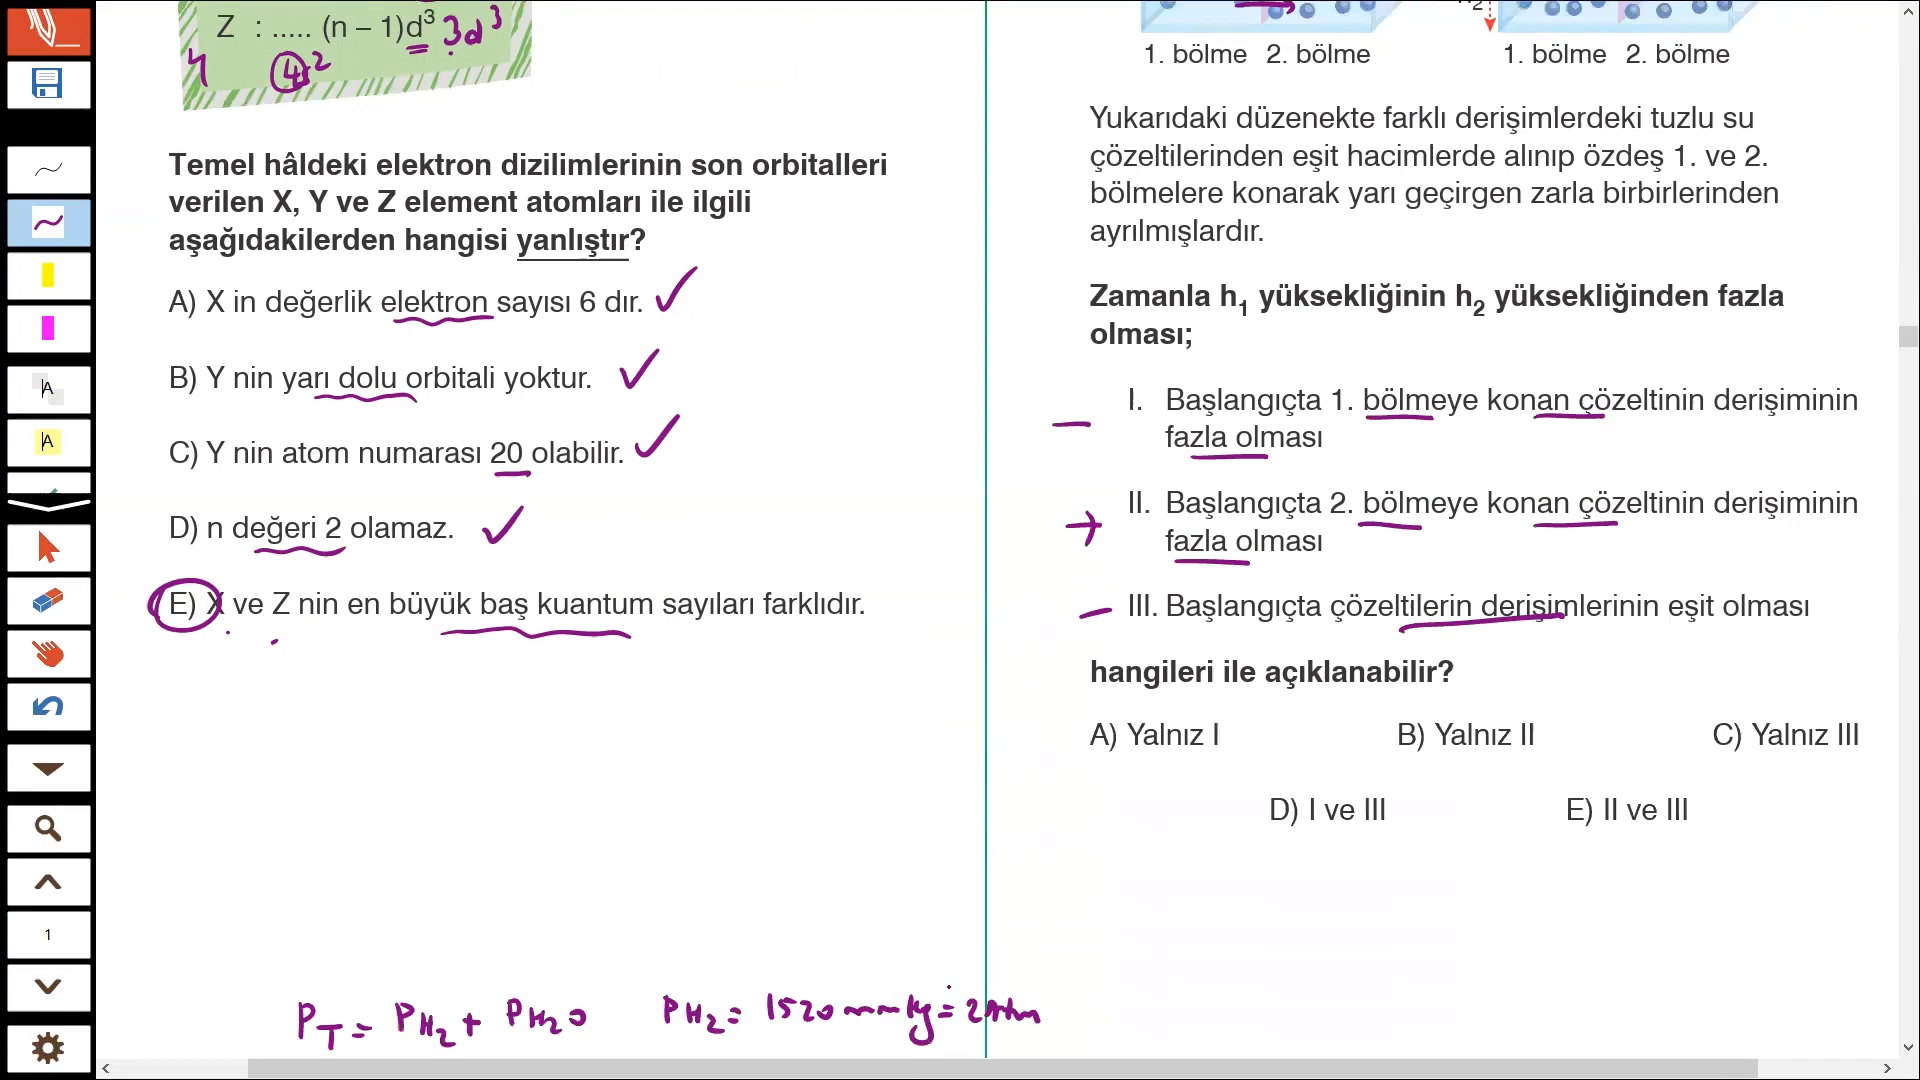 Z : ..... (n – 1)d³ 3d³
4 4s²
Temel hâldeki elektron dizilimlerinin son orbitalleri
verilen X, Y ve Z element atomları ile ilgili
aşağıdakilerden hangisi yanlıştır?
A) X in değerlik elektron sayısı 6 dır.
B) Y nin yarı dolu orbitali yoktur.
C) Y nin atom numarası 20 olabilir.
D) n değeri 2 olamaz.
E) X ve Z nin en büyük baş kuantum sayıları farklıdır.
P_T = P_H₂ + P_H₂O P_H₂ = 1520 mmHg = 2 Atm
1. bölme 2. bölme 1. bölme 2. bölme
Yukarıdaki düzenekte farklı derişimlerdeki tuzlu su
çözeltilerinden eşit hacimlerde alınıp özdeş 1. ve 2.
bölmelere konarak yarı geçirgen zarla birbirlerinden
ayrılmışlardır.
Zamanla h₁ yüksekliğinin h₂ yüksekliğinden fazla
olması;
I. Başlangıçta 1. bölmeye konan çözeltinin derişiminin
fazla olması
II. Başlangıçta 2. bölmeye konan çözeltinin derişiminin
fazla olması
III. Başlangıçta çözeltilerin derişimlerinin eşit olması
hangileri ile açıklanabilir?
A) Yalnız I B) Yalnız II C) Yalnız III
D) I ve III E) II ve III
A
A
1